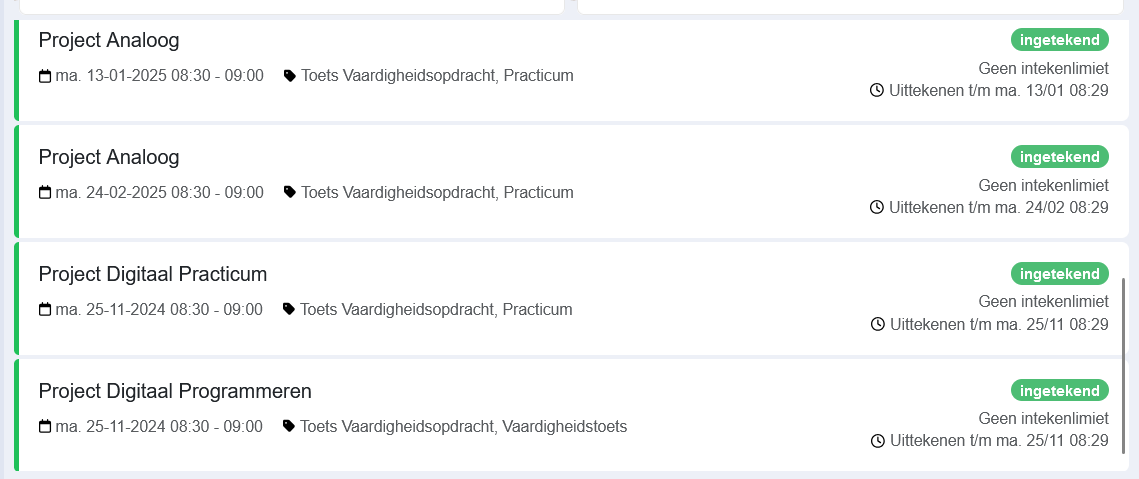 Project Analoog
ingetekend
ma. 13-01-2025 08:30 - 09:00 Toets Vaardigheidsopdracht, Practicum
Geen intekenlimiet
Uittekenen t/m ma. 13/01 08:29
Project Analoog
ingetekend
ma. 24-02-2025 08:30 - 09:00 Toets Vaardigheidsopdracht, Practicum
Geen intekenlimiet
Uittekenen t/m ma. 24/02 08:29
Project Digitaal Practicum
ingetekend
ma. 25-11-2024 08:30 - 09:00 Toets Vaardigheidsopdracht, Practicum
Geen intekenlimiet
Uittekenen t/m ma. 25/11 08:29
Project Digitaal Programmeren
ingetekend
ma. 25-11-2024 08:30 - 09:00 Toets Vaardigheidsopdracht, Vaardigheidstoets
Geen intekenlimiet
Uittekenen t/m ma. 25/11 08:29